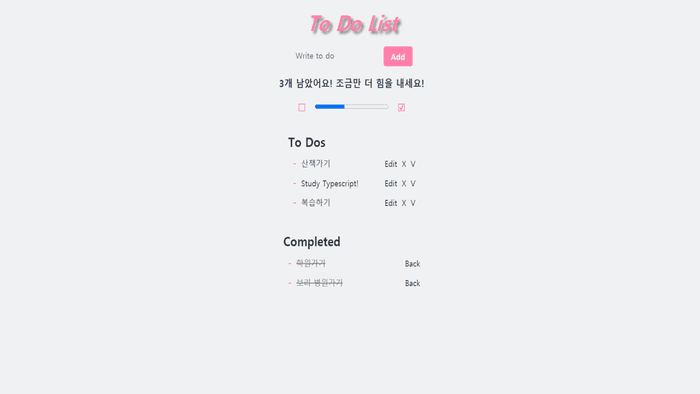 To Do List
Write to do
Add
3개 남았어요! 조금만 더 힘을 내세요!
To Dos
- 산책가기 Edit X V
- Study Typescript! Edit X V
- 복습하기 Edit X V
Completed
- 학원가기 Back
- 보리 병원가기 Back